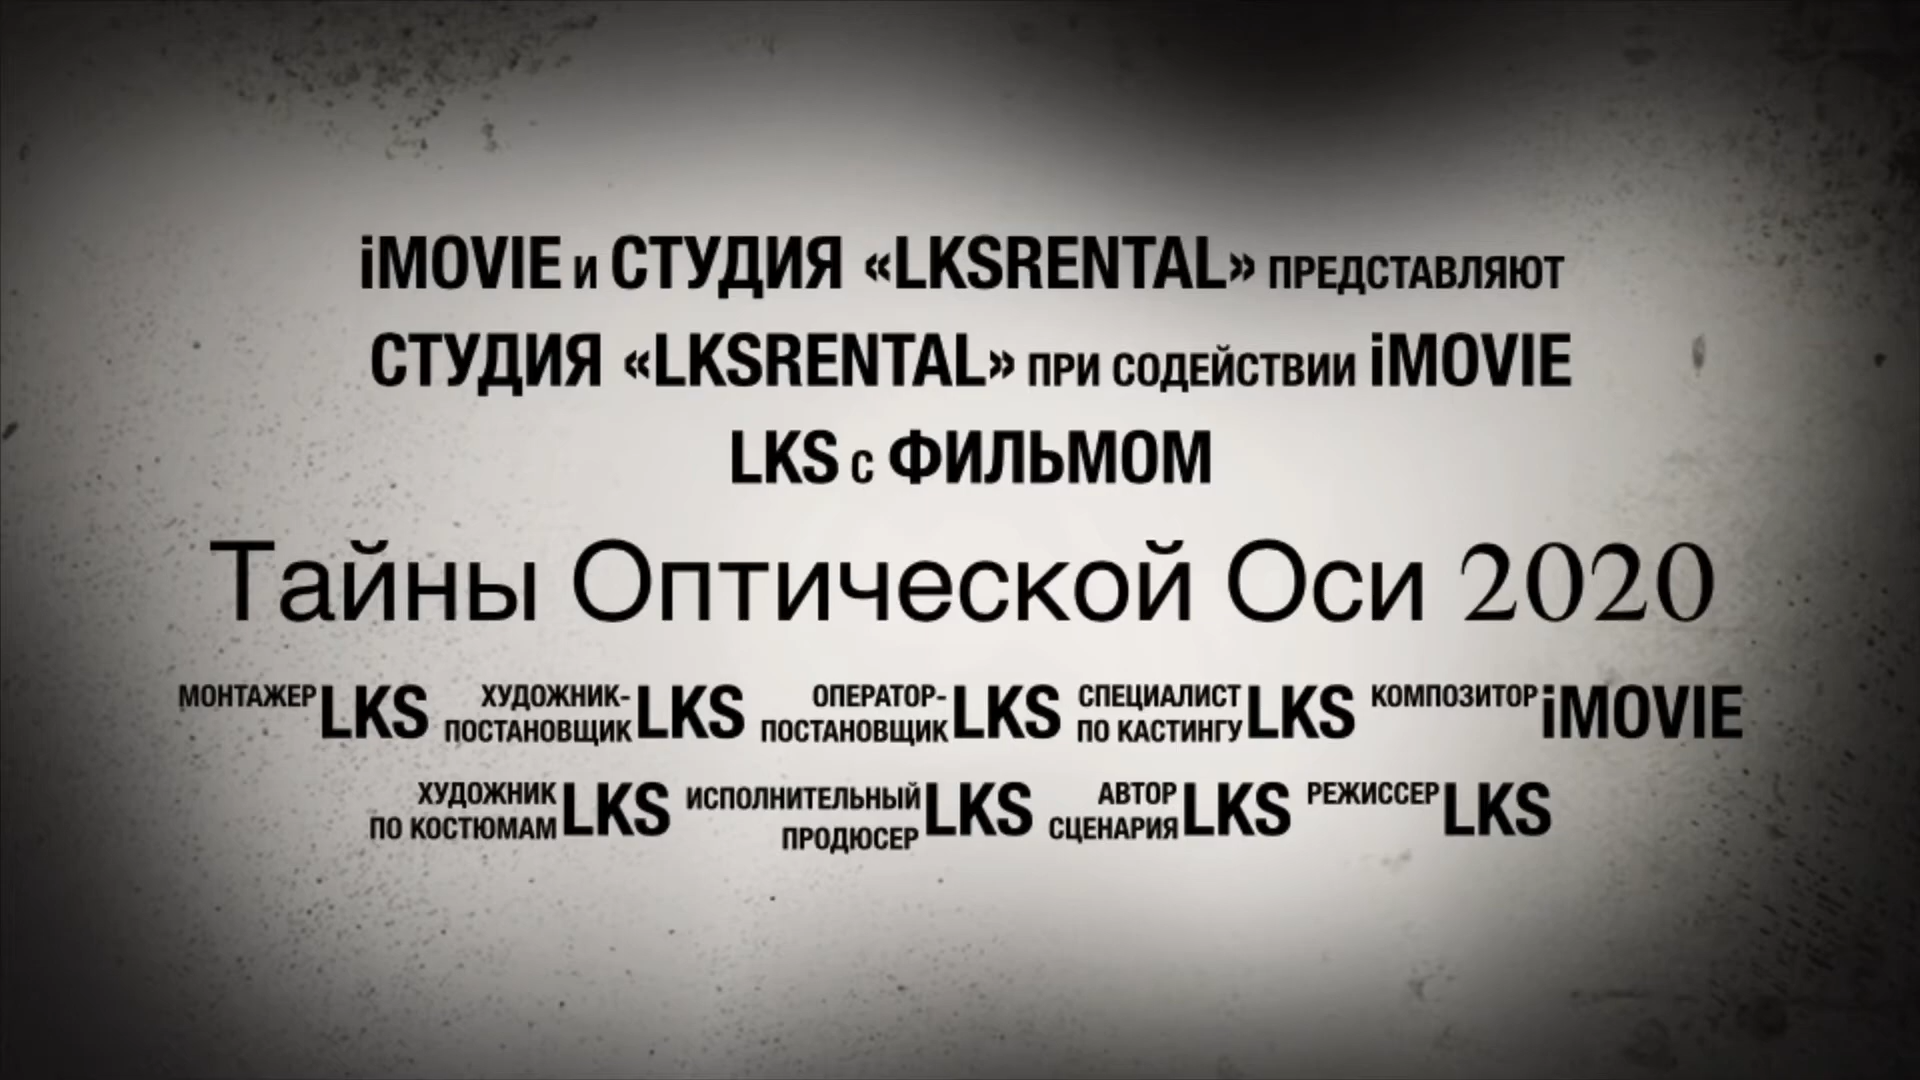 iMOVIE и СТУДИЯ «LKSRENTAL» ПРЕДСТАВЛЯЮТ
СТУДИЯ «LKSRENTAL» ПРИ СОДЕЙСТВИИ iMOVIE
LKS с ФИЛЬМОМ
Тайны Оптической Оси 2020
МОНТАЖЕР LKS ХУДОЖНИК-ПОСТАНОВЩИК LKS ОПЕРАТОР-ПОСТАНОВЩИК LKS СПЕЦИАЛИСТ ПО КАСТИНГУ LKS КОМПОЗИТОР iMOVIE
ХУДОЖНИК ПО КОСТЮМАМ LKS ИСПОЛНИТЕЛЬНЫЙ ПРОДЮСЕР LKS АВТОР СЦЕНАРИЯ LKS РЕЖИССЕР LKS